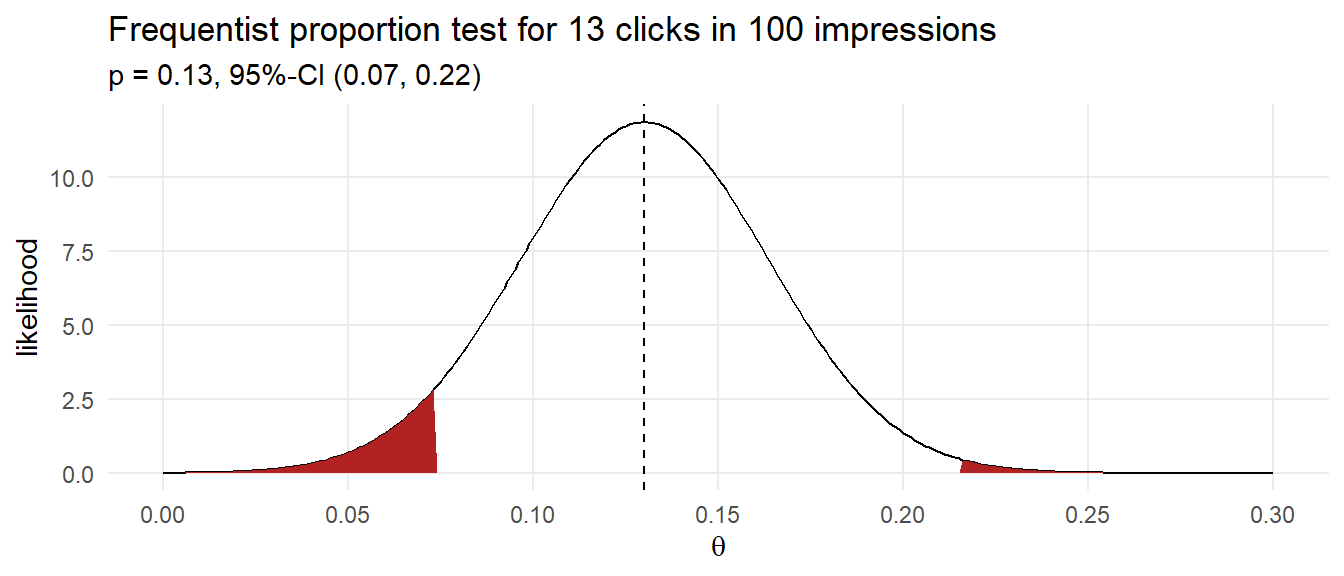 Frequentist proportion test for 13 clicks in 100 impressions
p = 0.13, 95%-CI (0.07, 0.22)
likelihood
10.0
7.5
5.0
2.5
0.0
0.00 0.05 0.10 0.15 0.20 0.25 0.30
θ